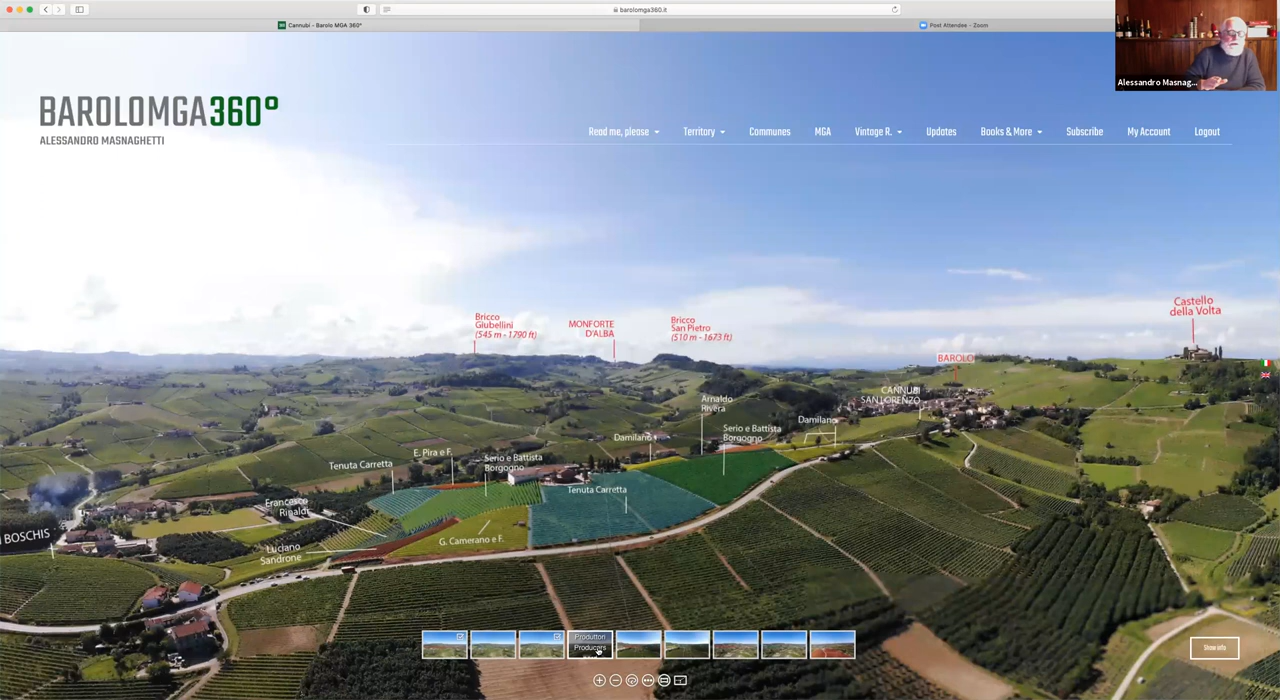 barolomga360.it
Cannubi - Barolo MGA 360°
Post Attendee - Zoom
Alessandro Masnag...
BAROLOMGA360°
ALESSANDRO MASNAGHETTI
Read me, please
Territory
Communes
MGA
Vintage R.
Updates
Books & More
Subscribe
My Account
Logout
Castello
della Volta
Bricco
Giubellini
(545 m - 1790 ft)
MONFORTE
D'ALBA
Bricco
San Pietro
(510 m - 1673 ft)
BAROLO
CANNUBI
SAN LORENZO
Arnaldo
Rivera
Damilano
Serio e Battista
Borgogno
Damilano
E. Pira e F.
Serio e Battista
Borgogno
Tenuta Carretta
Tenuta Carretta
Francesco
Rinaldi
G. Camerano e F.
BOSCHIS
Luciano
Sandrone
Produttori
Producers
Show info